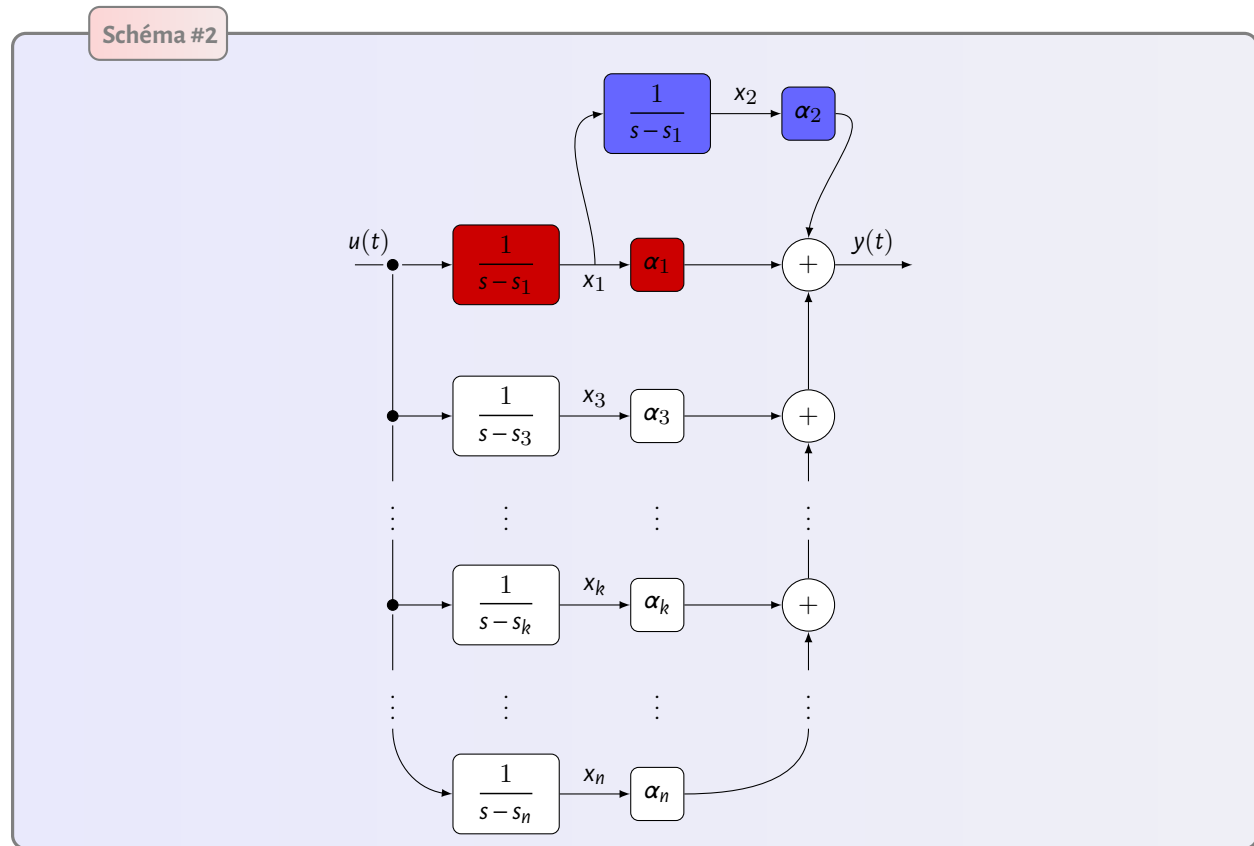 Schéma #2
1
s − s₁
x₂
α₂
u(t)
1
s − s₁
x₁
α₁
+
y(t)
1
s − s₃
x₃
α₃
+
⋮ ⋮ ⋮ ⋮
1
s − sₖ
xₖ
αₖ
+
⋮ ⋮ ⋮ ⋮
1
s − sₙ
xₙ
αₙ